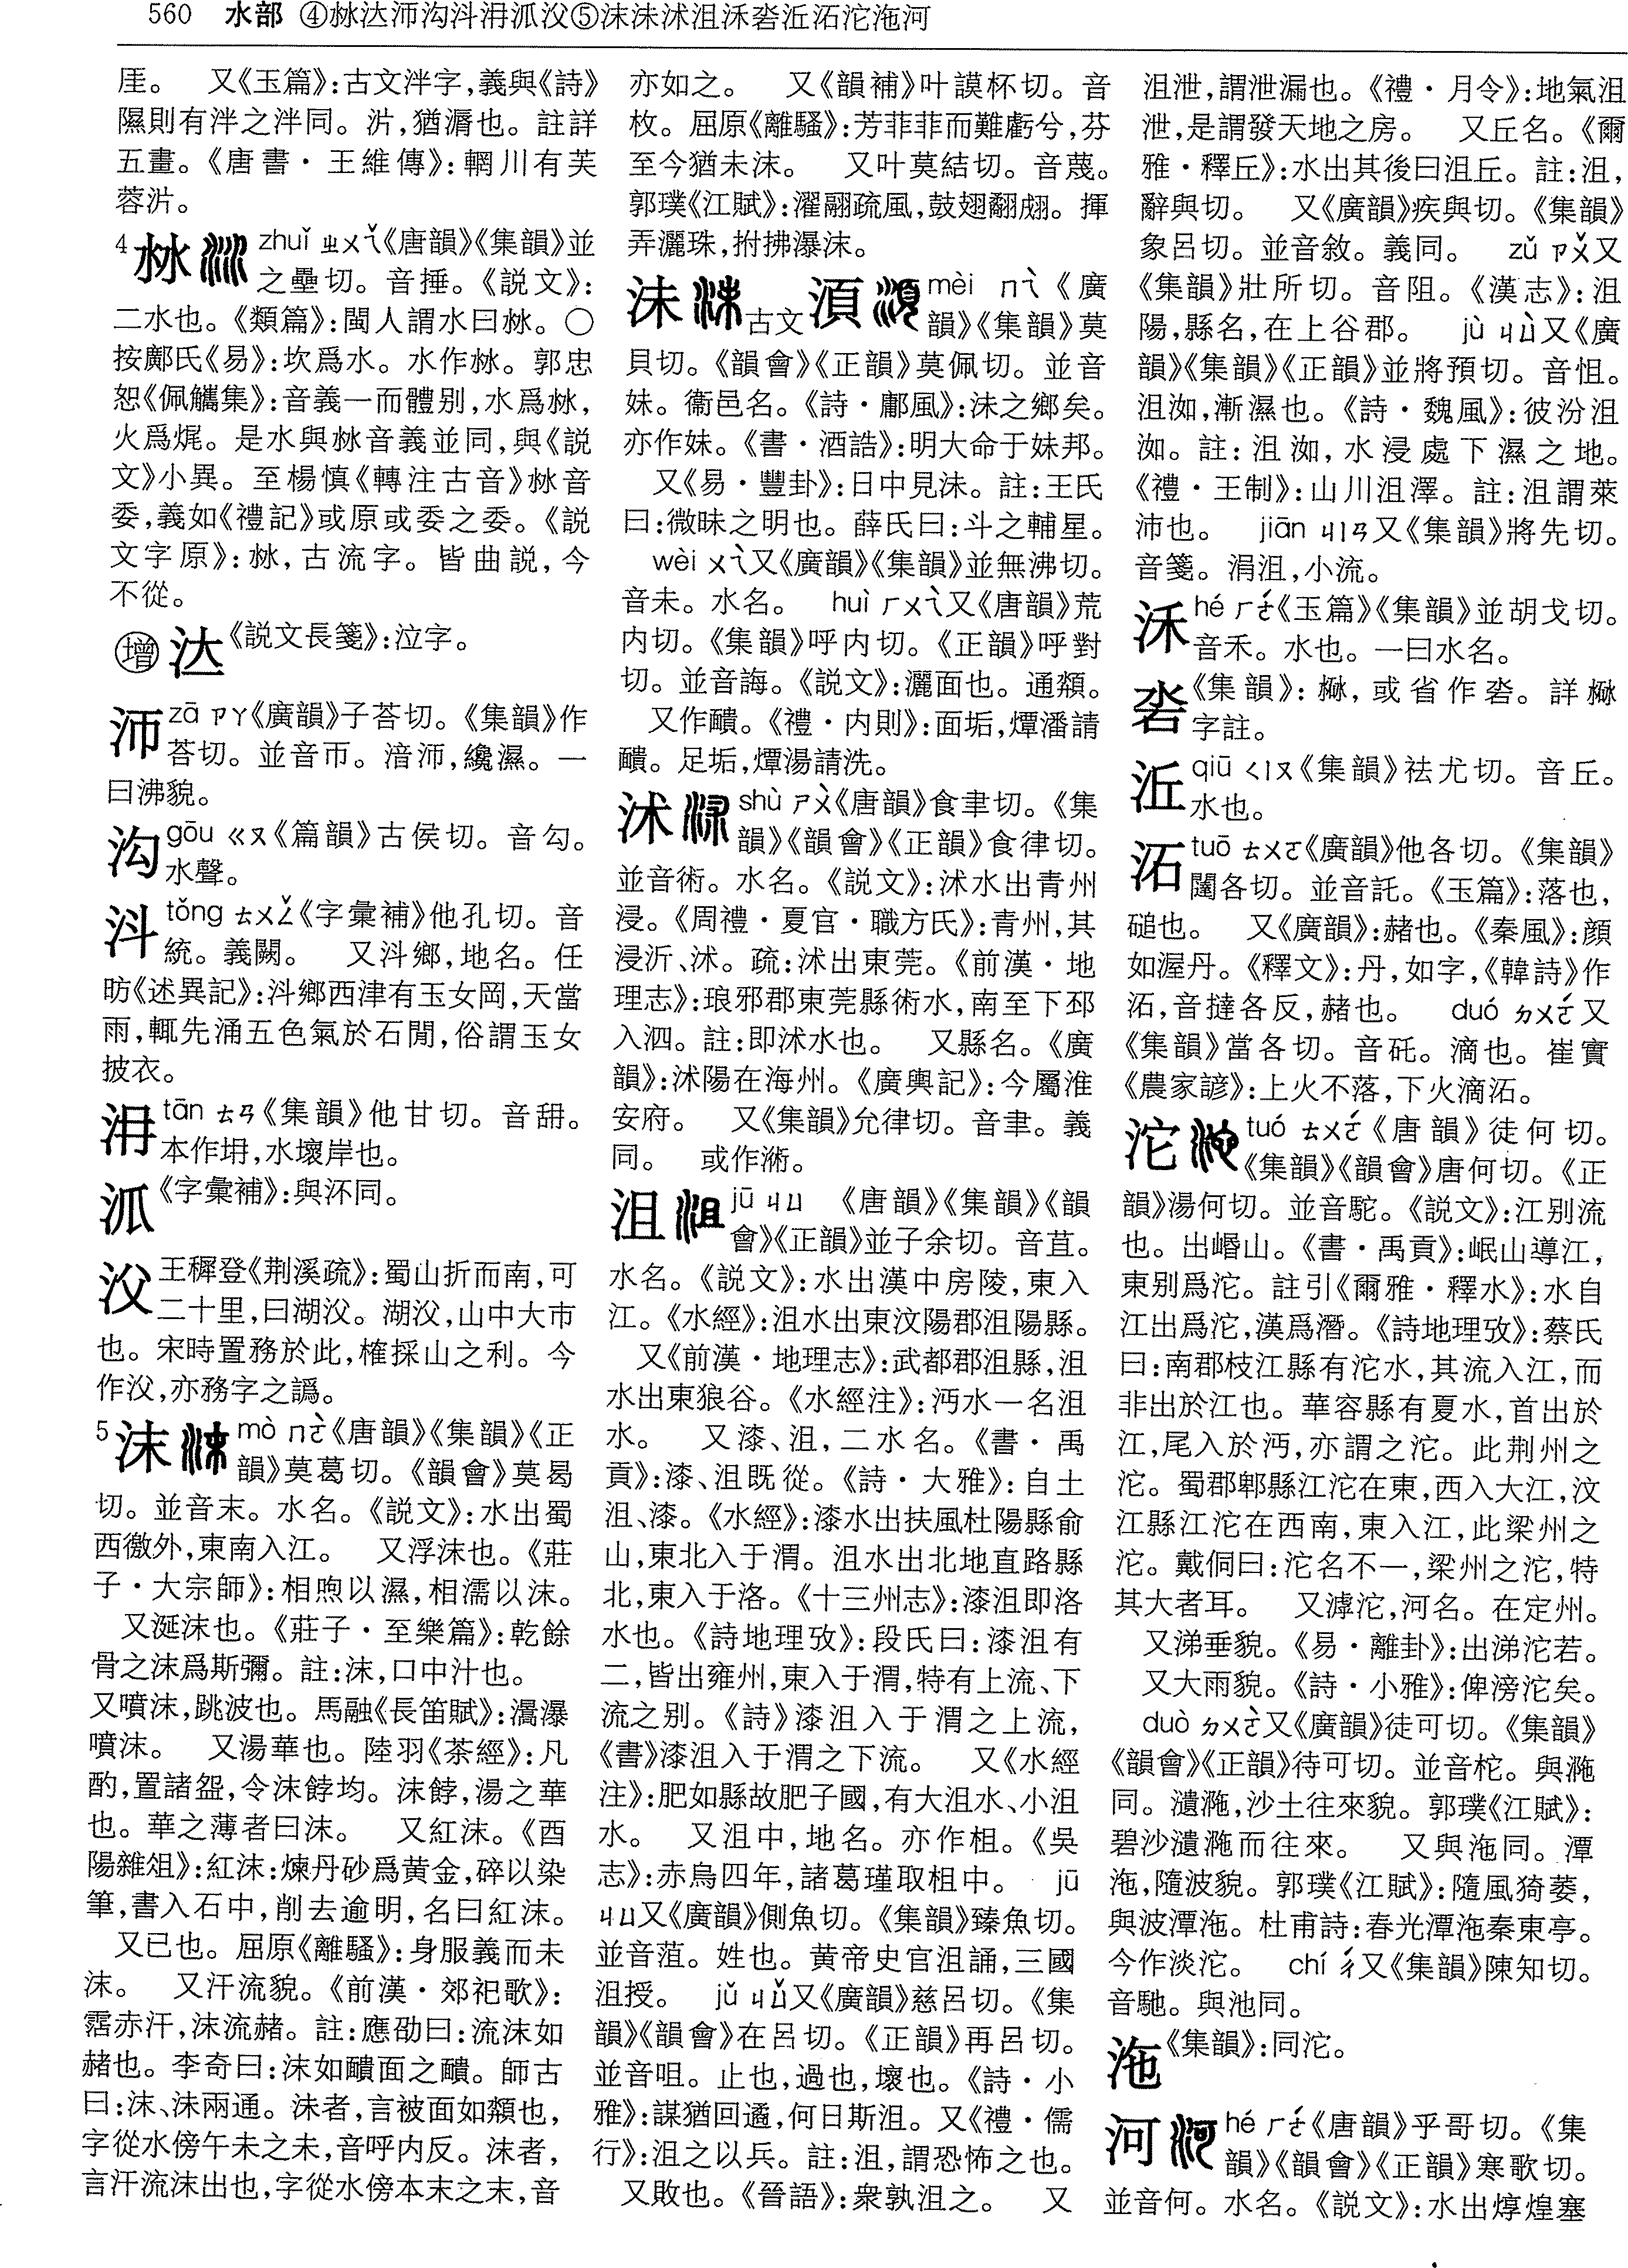 560 水部 ④沝㳠沞沟㪷㳉泒㳇⑤沫沬沭沮沶沯泟沰沱沲河
厓。 又《玉篇》:古文泮字,義與《詩》
隰則有泮之泮同。汸,猶漘也。註詳
五畫。《唐書·王維傳》:輞川有芙
蓉沜。
4 沝 zhuǐ ㄓㄨㄟˇ《唐韻》《集韻》並
之壘切。音捶。《説文》:
二水也。《類篇》:閩人謂水曰沝。○
按鄺氏《易》:坎爲水。水作沝。郭忠
恕《佩觿集》:音義一而體别,水爲沝,
火爲烑。是水與沝音義並同,與《説
文》小異。至楊慎《轉注古音》沝音
委,義如《禮記》或原或委之委。《説
文字原》:沝,古流字。皆曲説,今
不從。
增 汏《説文長箋》:泣字。
沞 zā ㄗㄚ《廣韻》子荅切。《集韻》作
荅切。並音帀。湆沞,纔濕。一
曰沸貌。
沟 gōu ㄍㄡ《篇韻》古侯切。音勾。
水聲。
tǒng ㄊㄨㄥˇ《字彙補》他孔切。音
統。義闕。 又㳆鄉,地名。任
昉《述異記》:㳆鄉西津有玉女岡,天當
雨,輒先涌五色氣於石閒,俗謂玉女
披衣。
tān ㄊㄢ《集韻》他甘切。音舑。
本作坍,水壞岸也。
《字彙補》:與泒同。
王穉登《荆溪疏》:蜀山折而南,可
二十里,曰湖㳇。湖㳇,山中大市
也。宋時置務於此,榷採山之利。今
作㳇,亦務字之譌。
5 沫 mò ㄇㄛˋ《唐韻》《集韻》《正
韻》莫葛切。《韻會》莫曷
切。並音末。水名。《説文》:水出蜀
西徼外,東南入江。 又浮沫也。《莊
子·大宗師》:相喣以濕,相濡以沫。
又涎沫也。《莊子·至樂篇》:乾餘
骨之沫爲斯彌。註:沫,口中汁也。
又噴沫,跳波也。馬融《長笛賦》:瀥瀑
噴沫。 又湯華也。陸羽《茶經》:凡
酌,置諸盌,令沫餑均。沫餑,湯之華
也。華之薄者曰沫。 又紅沫。《酉
陽雜俎》:紅沫:煉丹砂爲黄金,碎以染
筆,書入石中,削去逾明,名曰紅沫。
又已也。屈原《離騷》:身服義而未
沫。 又汗流貌。《前漢·郊祀歌》:
霑赤汗,沫流赭。註:應劭曰:流沫如
赭也。李奇曰:沬如靧面之靧。師古
曰:沫、沬兩通。沬者,言被面如頮也,
字從水傍午未之未,音呼内反。沫者,
言汗流沫出也,字從水傍本末之末,音
亦如之。 又《韻補》叶謨杯切。音
枚。屈原《離騷》:芳菲菲而難虧兮,芬
至今猶未沫。 又叶莫結切。音蔑。
郭璞《江賦》:濯翮疏風,鼓翅翻翙。揮
弄灑珠,拊拂瀑沫。
沬 古文湏 mèi ㄇㄟˋ《廣
韻》《集韻》莫
貝切。《韻會》《正韻》莫佩切。並音
妹。衞邑名。《詩·鄘風》:沬之鄉矣。
亦作妹。《書·酒誥》:明大命于妹邦。
又《易·豐卦》:日中見沬。註:王氏
曰:微昧之明也。薛氏曰:斗之輔星。
wèi ㄨㄟˋ又《廣韻》《集韻》並無沸切。
音未。水名。 huì ㄏㄨㄟˋ又《唐韻》荒
内切。《集韻》呼内切。《正韻》呼對
切。並音誨。《説文》:灑面也。通頮。
又作靧。《禮·内則》:面垢,燂潘請
靧。足垢,燂湯請洗。
沭 shù ㄕㄨˋ《唐韻》食聿切。《集
韻》《韻會》《正韻》食律切。
並音術。水名。《説文》:沭水出青州
浸。《周禮·夏官·職方氏》:青州,其
浸沂、沭。疏:沭出東莞。《前漢·地
理志》:琅邪郡東莞縣術水,南至下邳
入泗。註:即沭水也。 又縣名。《廣
韻》:沭陽在海州。《廣輿記》:今屬淮
安府。 又《集韻》允律切。音聿。義
同。 或作潏。
沮 jū ㄐㄩ 《唐韻》《集韻》《韻
會》《正韻》並子余切。音苴。
水名。《説文》:水出漢中房陵,東入
江。《水經》:沮水出東汶陽郡沮陽縣。
又《前漢·地理志》:武都郡沮縣,沮
水出東狼谷。《水經注》:沔水一名沮
水。 又漆、沮,二水名。《書·禹
貢》:漆、沮既從。《詩·大雅》:自土
沮、漆。《水經》:漆水出扶風杜陽縣俞
山,東北入于渭。沮水出北地直路縣
北,東入于洛。《十三州志》:漆沮即洛
水也。《詩地理攷》:段氏曰:漆沮有
二,皆出雍州,東入于渭,特有上流、下
流之别。《詩》漆沮入于渭之上流,
《書》漆沮入于渭之下流。 又《水經
注》:肥如縣故肥子國,有大沮水、小沮
水。 又沮中,地名。亦作柤。《吳
志》:赤烏四年,諸葛瑾取柤中。 jū
ㄐㄩ又《廣韻》側魚切。《集韻》臻魚切。
並音菹。姓也。黄帝史官沮誦,三國
沮授。 jǔ ㄐㄩˇ又《廣韻》慈呂切。《集
韻》《韻會》在呂切。《正韻》再呂切。
並音咀。止也,過也,壞也。《詩·小
雅》:謀猶回遹,何日斯沮。又《禮·儒
行》:沮之以兵。註:沮,謂恐怖之也。
又敗也。《晉語》:衆孰沮之。 又
沮泄,謂泄漏也。《禮·月令》:地氣沮
泄,是謂發天地之房。 又丘名。《爾
雅·釋丘》:水出其後曰沮丘。註:沮,
辭與切。 又《廣韻》疾與切。《集韻》
象呂切。並音敘。義同。 zǔ ㄗㄨˇ又
《集韻》壯所切。音阻。《漢志》:沮
陽,縣名,在上谷郡。 jù ㄐㄩˋ又《廣
韻》《集韻》《正韻》並將預切。音怚。
沮洳,漸濕也。《詩·魏風》:彼汾沮
洳。註:沮洳,水浸處下濕之地。
《禮·王制》:山川沮澤。註:沮謂萊
沛也。 jiān ㄐㄧㄢ又《集韻》將先切。
音箋。涓沮,小流。
hé ㄏㄜˊ《玉篇》《集韻》並胡戈切。
音禾。水也。一曰水名。
沯《集韻》:㴇,或省作沯。詳㴇
字註。
泟 qiū ㄑㄧㄡ《集韻》祛尤切。音丘。
水也。
沰 tuō ㄊㄨㄛ《廣韻》他各切。《集韻》
闥各切。並音託。《玉篇》:落也,
磓也。 又《廣韻》:赭也。《秦風》:顔
如渥丹。《釋文》:丹,如字,《韓詩》作
沰,音撻各反,赭也。 duó ㄉㄨㄛˊ又
《集韻》當各切。音矺。滴也。崔實
《農家諺》:上火不落,下火滴沰。
沱 tuó ㄊㄨㄛˊ《唐韻》徒何切。
《集韻》《韻會》唐何切。《正
韻》湯何切。並音駝。《説文》:江别流
也。出崏山。《書·禹貢》:岷山導江,
東别爲沱。註引《爾雅·釋水》:水自
江出爲沱,漢爲潛。《詩地理攷》:蔡氏
曰:南郡枝江縣有沱水,其流入江,而
非出於江也。華容縣有夏水,首出於
江,尾入於沔,亦謂之沱。此荆州之
沱。蜀郡郫縣江沱在東,西入大江,汶
江縣江沱在西南,東入江,此梁州之
沱。戴侗曰:沱名不一,梁州之沱,特
其大者耳。 又滹沱,河名。在定州。
又涕垂貌。《易·離卦》:出涕沱若。
又大雨貌。《詩·小雅》:俾滂沱矣。
duò ㄉㄨㄛˋ又《廣韻》徒可切。《集韻》
《韻會》《正韻》待可切。並音柁。與㴰
同。瀢㴰,沙土往來貌。郭璞《江賦》:
碧沙瀢㴰而往來。 又與沲同。潭
沲,隨波貌。郭璞《江賦》:隨風猗萎,
與波潭沲。杜甫詩:春光潭沲秦東亭。
今作淡沱。 chí ㄔˊ又《集韻》陳知切。
音馳。與池同。
沲《集韻》:同沱。
河 hé ㄏㄜˊ《唐韻》乎哥切。《集
韻》《韻會》《正韻》寒歌切。
並音何。水名。《説文》:水出焞煌塞